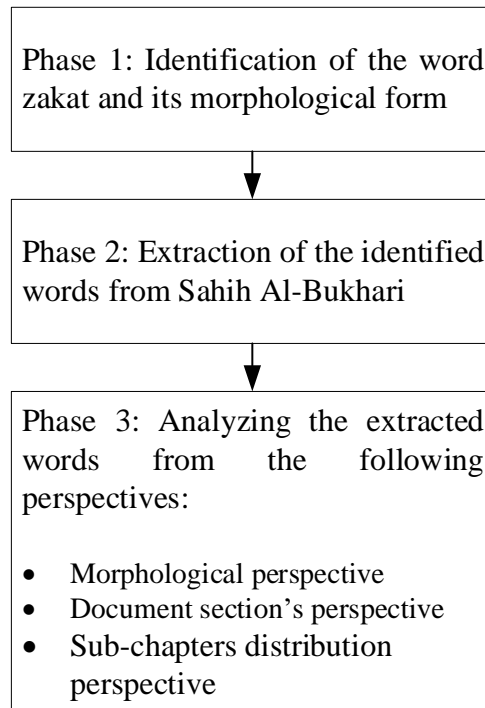 Phase 1: Identification of the word
zakat and its morphological form
Phase 2: Extraction of the identified
words from Sahih Al-Bukhari
Phase 3: Analyzing the extracted
words from the following
perspectives:
• Morphological perspective
• Document section's perspective
• Sub-chapters distribution
perspective